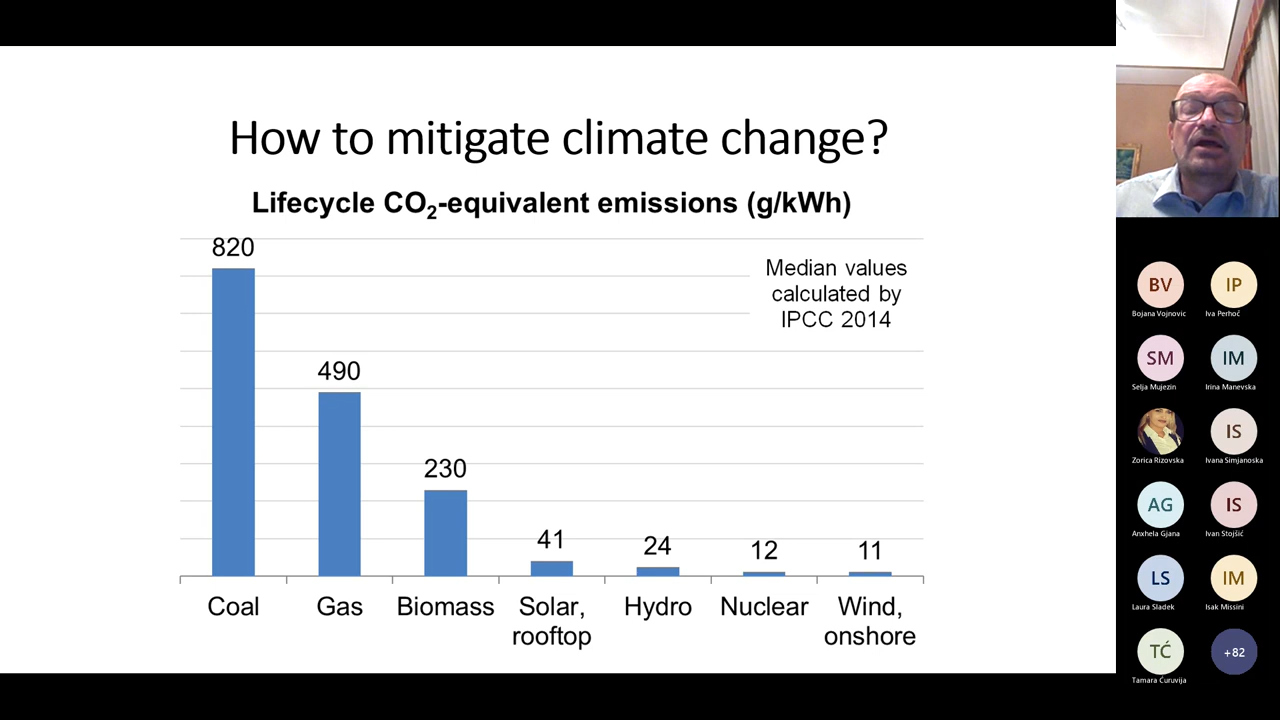 How to mitigate climate change?
Lifecycle CO₂-equivalent emissions (g/kWh)
820
490
230
41
24
12
11
Median values
calculated by
IPCC 2014
Coal
Gas
Biomass
Solar,
rooftop
Hydro
Nuclear
Wind,
onshore
BV
Bojana Vojnovic
IP
Iva Perhoč
SM
Selja Mujezin
IM
Irina Manevska
Zorica Rizovska
IS
Ivana Simjanoska
AG
Anxhela Gjana
IS
Ivan Stojšić
LS
Laura Sladek
IM
Isak Missini
TĆ
Tamara Ćuruvija
+82